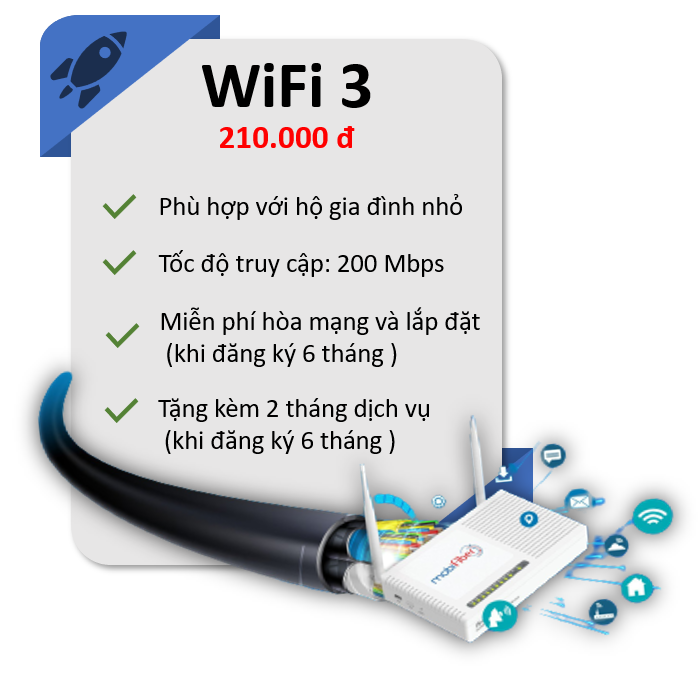 WiFi 3
210.000 đ
Phù hợp với hộ gia đình nhỏ
Tốc độ truy cập: 200 Mbps
Miễn phí hòa mạng và lắp đặt
(khi đăng ký 6 tháng )
Tặng kèm 2 tháng dịch vụ
(khi đăng ký 6 tháng )
mobiFiber